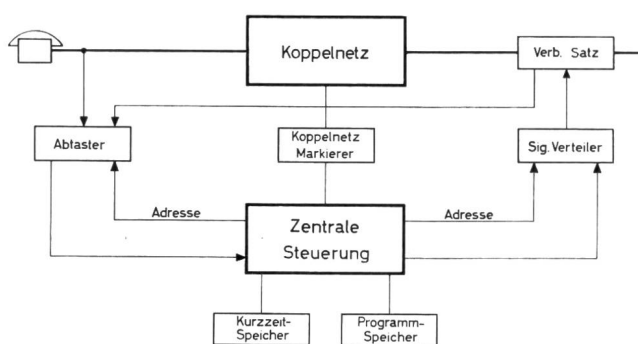 Koppelnetz
Verb. Satz
Abtaster
Koppelnetz
Markierer
Sig. Verteiler
Adresse
Adresse
Zentrale
Steuerung
Kurzzeit-
Speicher
Programm-
Speicher